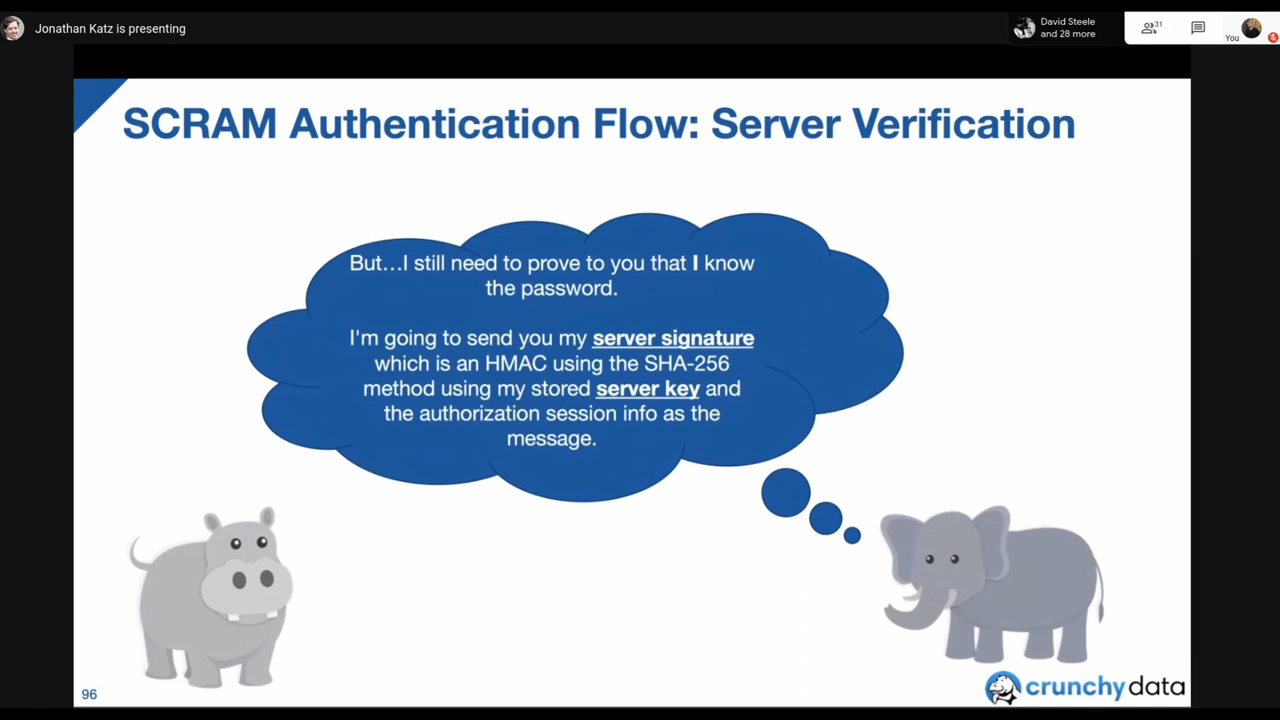 Jonathan Katz is presenting
David Steele
and 28 more
31
You
SCRAM Authentication Flow: Server Verification
But...I still need to prove to you that I know
the password.
I'm going to send you my server signature
which is an HMAC using the SHA-256
method using my stored server key and
the authorization session info as the
message.
96
crunchy data